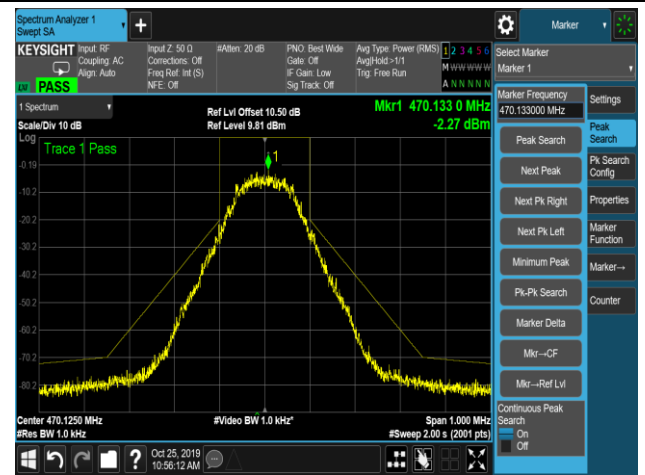 Spectrum Analyzer 1
Swept SA
Marker
KEYSIGHT Input: RF
Coupling: AC
Align: Auto
Input Z: 50 Ω
Corrections: Off
Freq Ref: Int (S)
NFE: Off
#Atten: 20 dB
PNO: Best Wide
Gate: Off
IF Gain: Low
Sig Track: Off
Avg Type: Power (RMS)
Avg|Hold:>1/1
Trig: Free Run
1 2 3 4 5 6
M W W W W W
A N N N N N
PASS
Select Marker
Marker 1
1 Spectrum
Scale/Div 10 dB
Ref Lvl Offset 10.50 dB
Ref Level 9.81 dBm
Mkr1 470.133 0 MHz
-2.27 dBm
Log
Trace 1 Pass
1
-0.19
-10.2
-20.2
-30.2
-40.2
-50.2
-60.2
-70.2
-80.2
Center 470.1250 MHz
#Res BW 1.0 kHz
#Video BW 1.0 kHz*
Span 1.000 MHz
#Sweep 2.00 s (2001 pts)
Marker Frequency
470.133000 MHz
Peak Search
Next Peak
Next Pk Right
Next Pk Left
Minimum Peak
Pk-Pk Search
Marker Delta
Mkr→CF
Mkr→Ref Lvl
Continuous Peak
Search
On
Off
Settings
Peak
Search
Pk Search
Config
Properties
Marker
Function
Marker→
Counter
?
Oct 25, 2019
10:56:12 AM